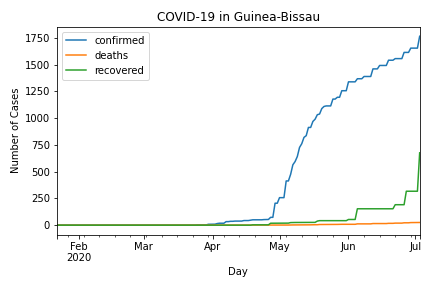 COVID-19 in Guinea-Bissau
confirmed
deaths
recovered
Number of Cases
1750
1500
1250
1000
750
500
250
0
Feb
2020
Mar
Apr
May
Jun
Jul
Day